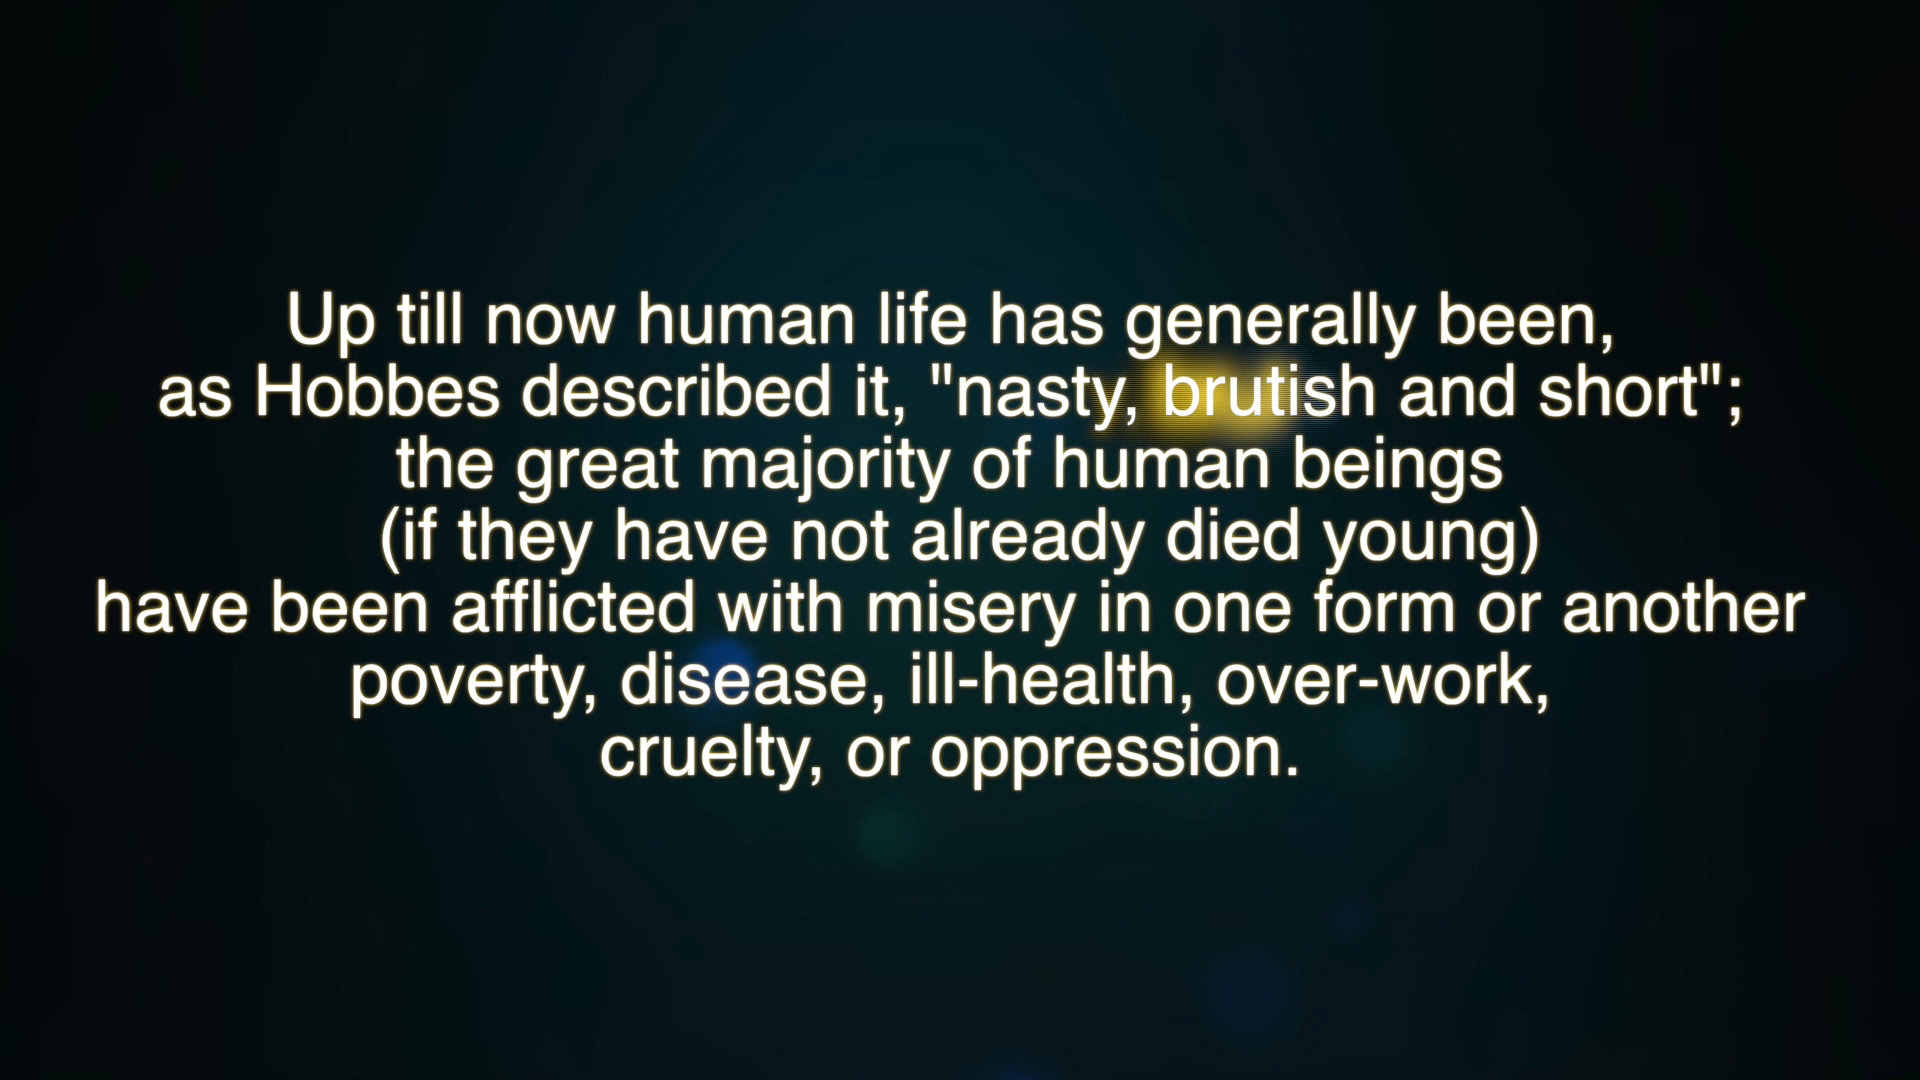 Up till now human life has generally been,
as Hobbes described it, "nasty, brutish and short";
the great majority of human beings
(if they have not already died young)
have been afflicted with misery in one form or another
poverty, disease, ill-health, over-work,
cruelty, or oppression.